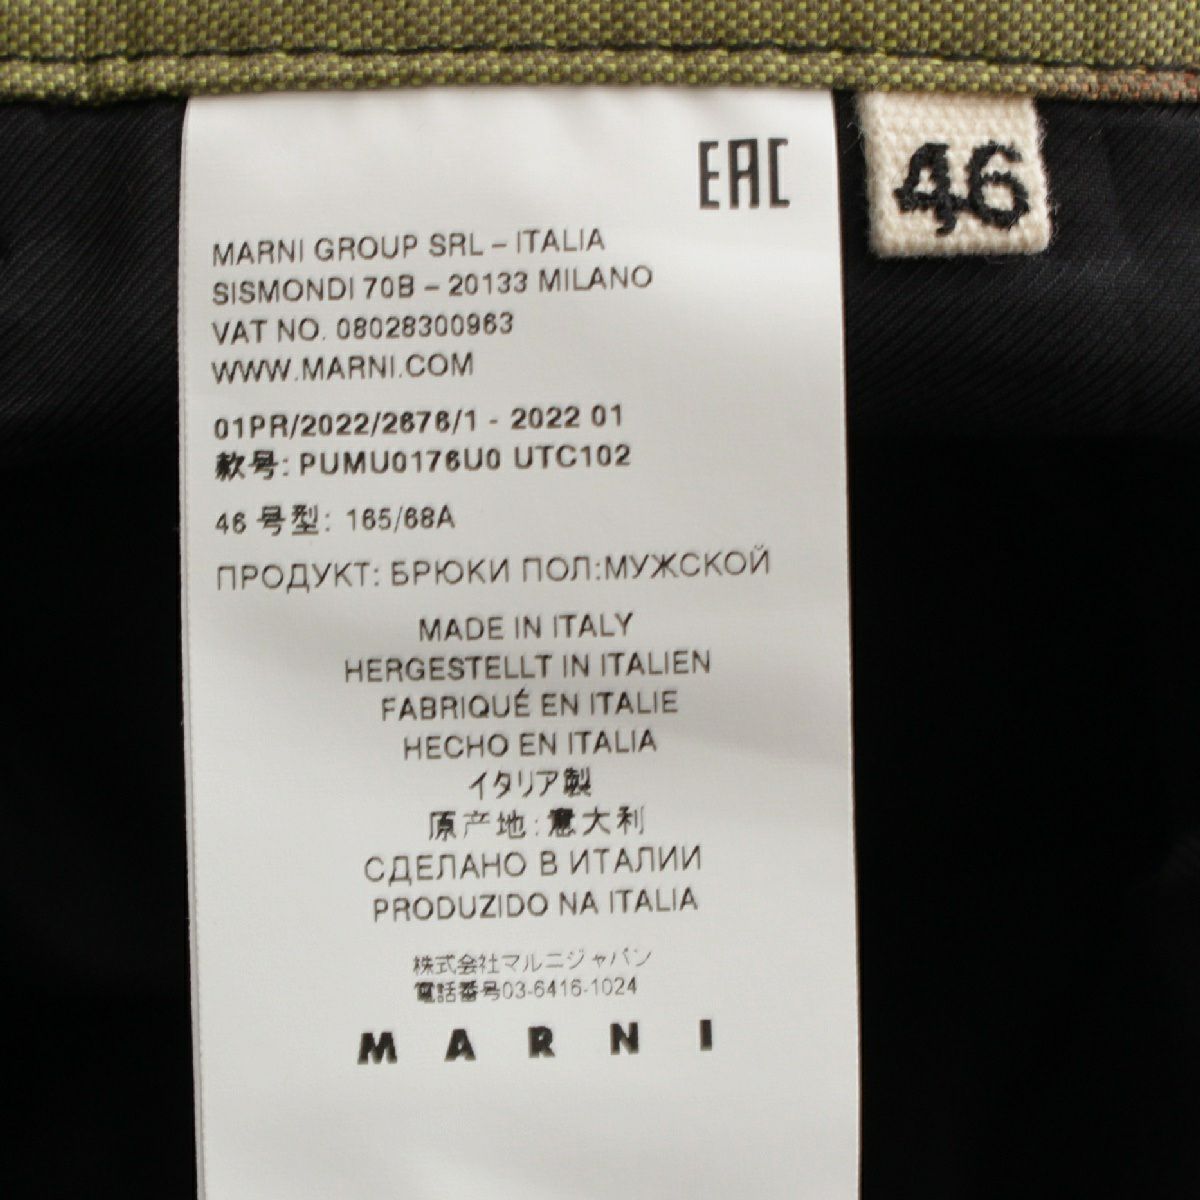 EAC
46
MARNI GROUP SRL – ITALIA
SISMONDI 70B – 20133 MILANO
VAT NO. 08028300963
WWW.MARNI.COM
01PR/2022/2676/1 - 2022 01
款号: PUMU0176U0 UTC102
46 号型: 165/68A
ПРОДУКТ: БРЮКИ ПОЛ:МУЖСКОЙ
MADE IN ITALY
HERGESTELLT IN ITALIEN
FABRIQUÉ EN ITALIE
HECHO EN ITALIA
イタリア製
原产地: 意大利
СДЕЛАНО В ИТАЛИИ
PRODUZIDO NA ITALIA
株式会社マルニジャパン
電話番号03-6416-1024
MARNI